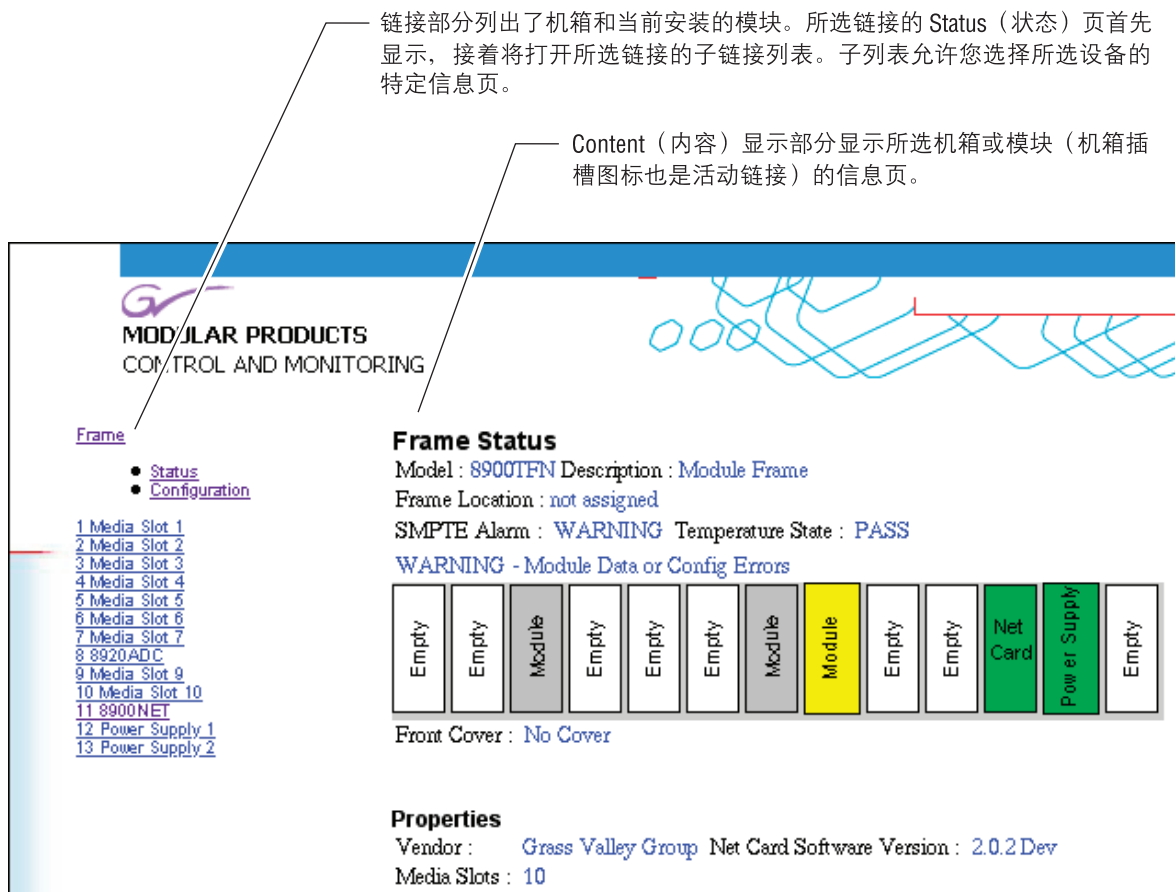 链接部分列出了机箱和当前安装的模块。所选链接的 Status（状态）页首先
显示，接着将打开所选链接的子链接列表。子列表允许您选择所选设备的
特定信息页。
Content（内容）显示部分显示所选机箱或模块（机箱插
槽图标也是活动链接）的信息页。
MODULAR PRODUCTS
CONTROL AND MONITORING
Frame
Status
Configuration
1 Media Slot 1
2 Media Slot 2
3 Media Slot 3
4 Media Slot 4
5 Media Slot 5
6 Media Slot 6
7 Media Slot 7
8 8920ADC
9 Media Slot 9
10 Media Slot 10
11 8900NET
12 Power Supply 1
13 Power Supply 2
Frame Status
Model : 8900TFN Description : Module Frame
Frame Location : not assigned
SMPTE Alarm : WARNING Temperature State : PASS
WARNING - Module Data or Config Errors
Empty
Empty
Module
Empty
Empty
Empty
Module
Module
Empty
Empty
Net
Card
Power Supply
Empty
Front Cover : No Cover
Properties
Vendor : Grass Valley Group Net Card Software Version : 2.0.2 Dev
Media Slots : 10